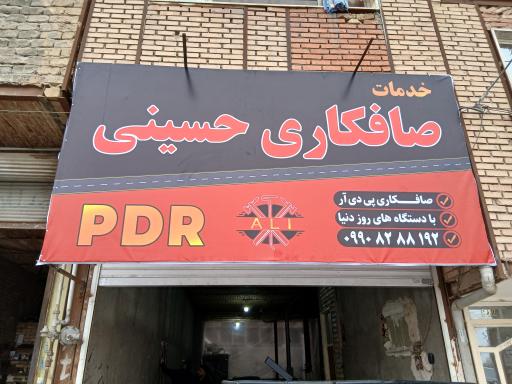 خدمات
صافکاری حسینی
PDR
ALI
صافکاری پی دی آر
با دستگاه های روز دنیا
۰۹۹۰ ۸۲ ۸۸ ۱۹۲